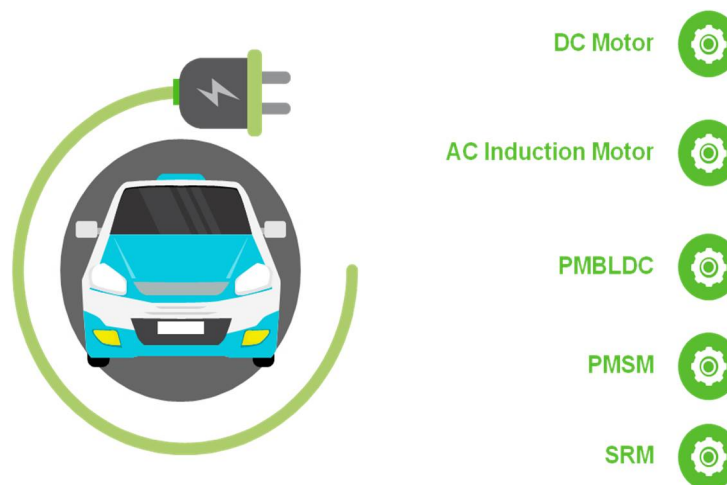 DC Motor
AC Induction Motor
PMBLDC
PMSM
SRM